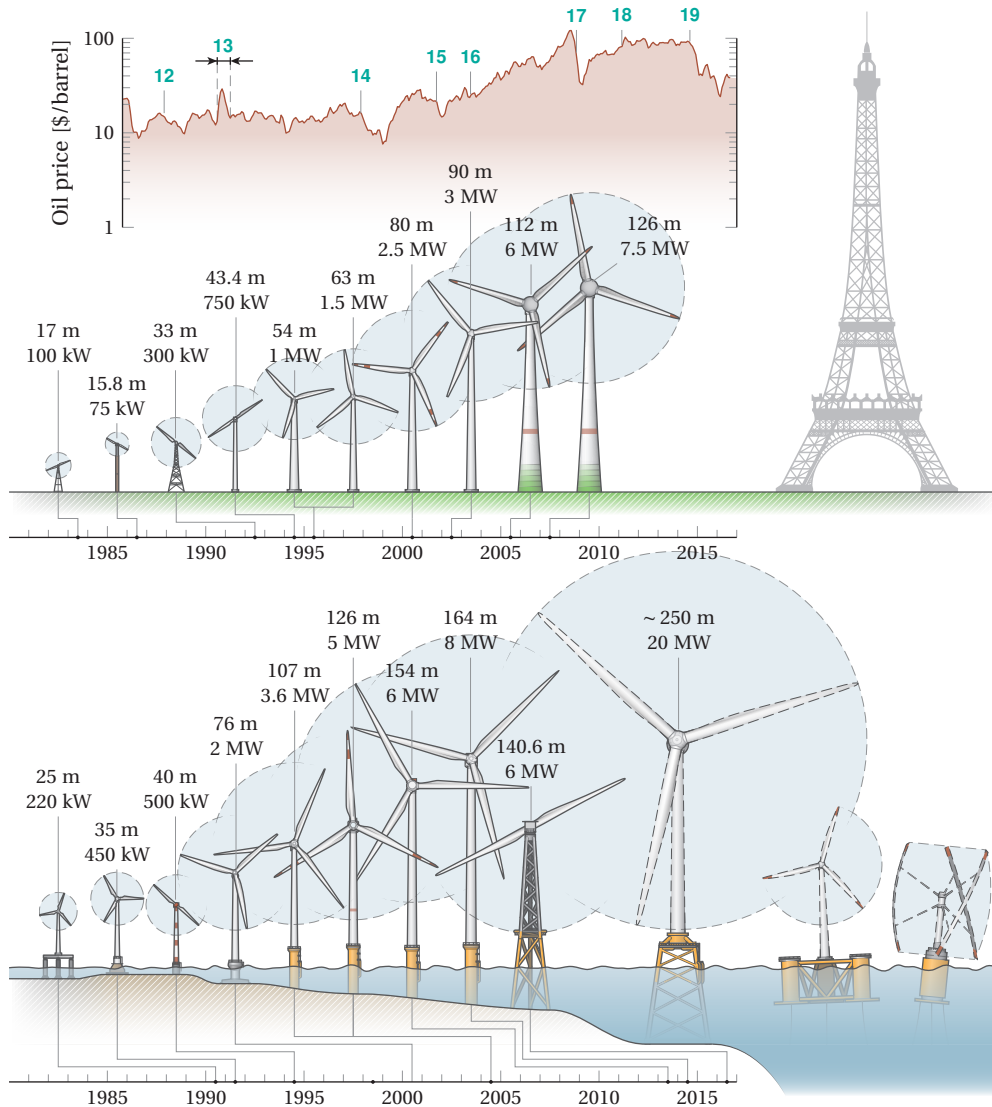 Oil price [$/barrel]
100
10
1
12
13
14
15
16
17
18
19
17 m
100 kW
15.8 m
75 kW
33 m
300 kW
43.4 m
750 kW
54 m
1 MW
63 m
1.5 MW
80 m
2.5 MW
90 m
3 MW
112 m
6 MW
126 m
7.5 MW
1985
1990
1995
2000
2005
2010
2015
25 m
220 kW
35 m
450 kW
40 m
500 kW
76 m
2 MW
107 m
3.6 MW
126 m
5 MW
154 m
6 MW
164 m
8 MW
140.6 m
6 MW
~ 250 m
20 MW
1985
1990
1995
2000
2005
2010
2015